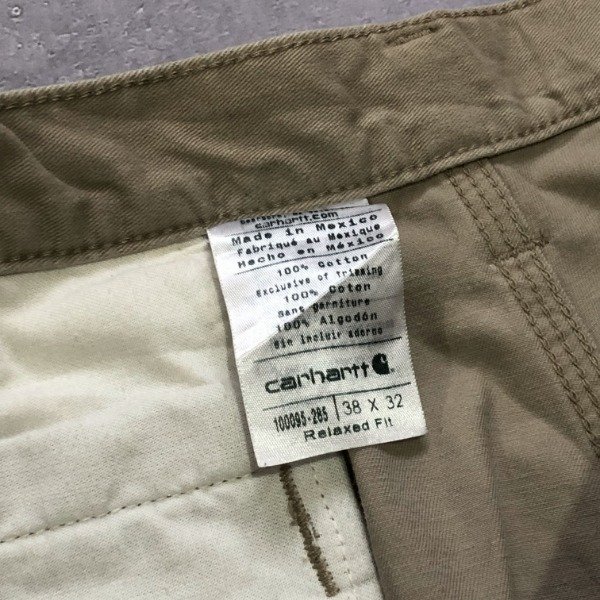 carhartt.com
Made in Mexico
Fabriqué au Mexique
Hecho en México
100% Cotton
Exclusive of trimming
100% Coton
Sans garniture
100% Algodón
Sin incluir adorno
carhartt
100095-285 38 X 32
Relaxed Fit